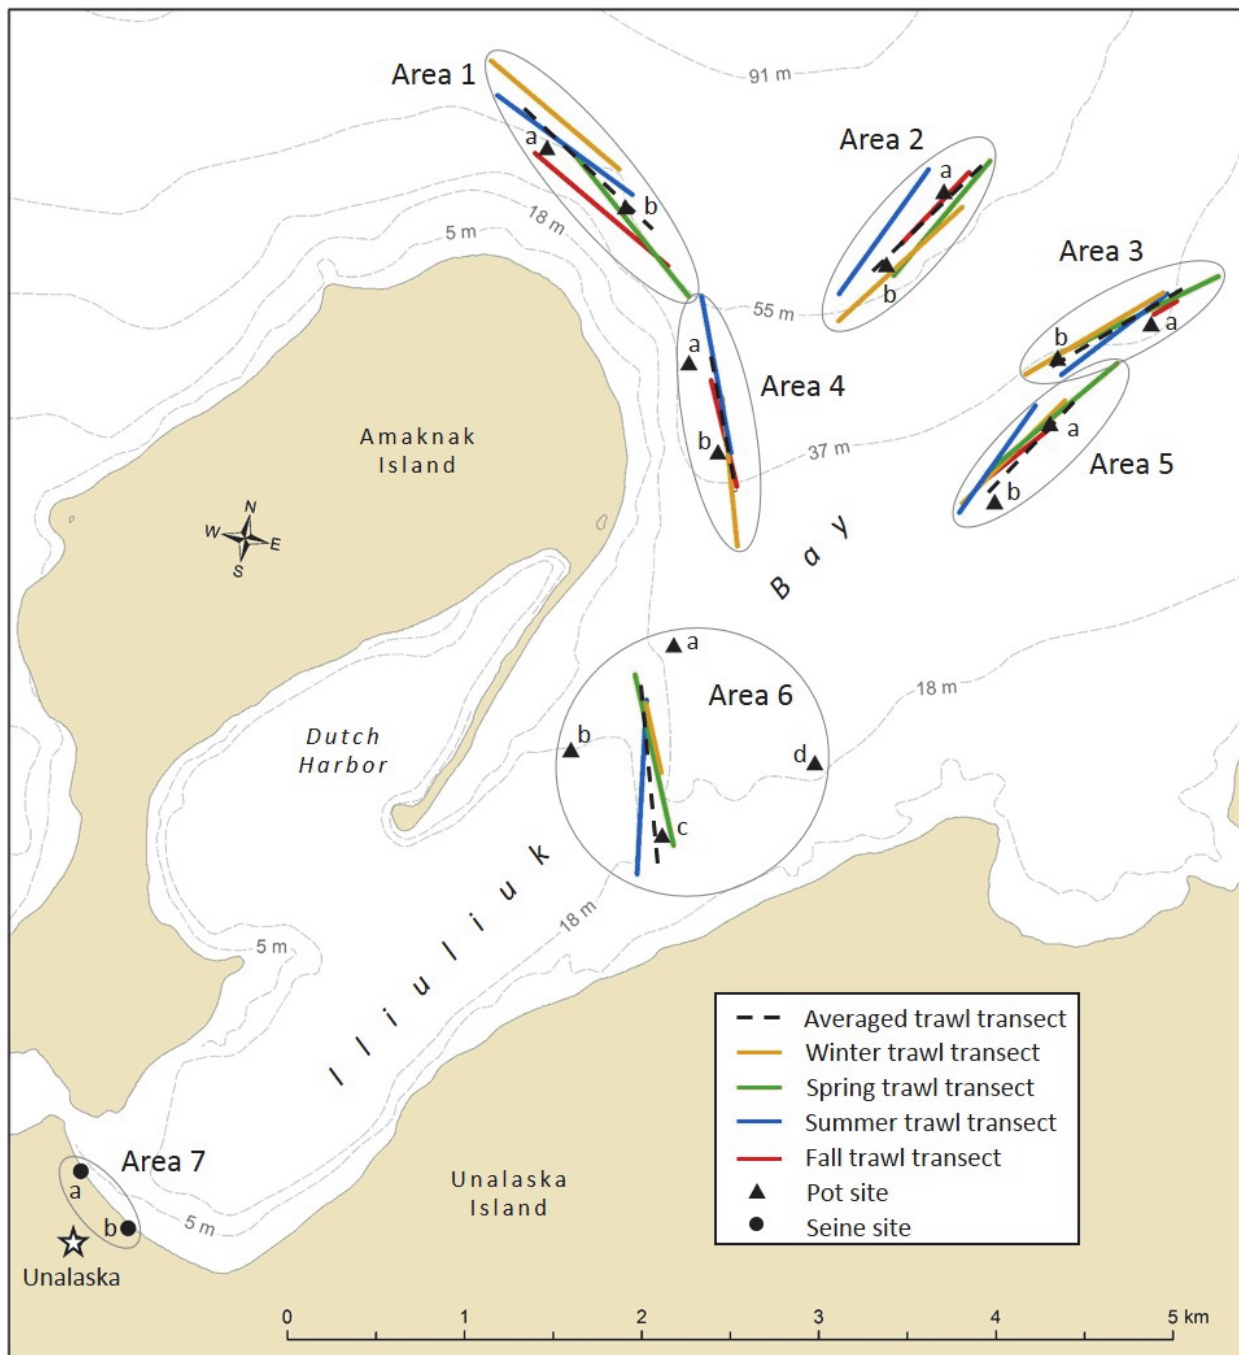 91 m
Area 1
Area 2
a
a
b
18 m
5 m
Area 3
b
55 m
a
b
a
Area 4
b
37 m
a
Area 5
b
Amaknak
Island
N
W
E
S
Bay
a
Area 6
18 m
b
d
Dutch
Harbor
c
Iliuliuk
18 m
5 m
Averaged trawl transect
Winter trawl transect
Spring trawl transect
Summer trawl transect
Fall trawl transect
Pot site
Seine site
Area 7
a
b
5 m
Unalaska
Island
Unalaska
0 1 2 3 4 5 km